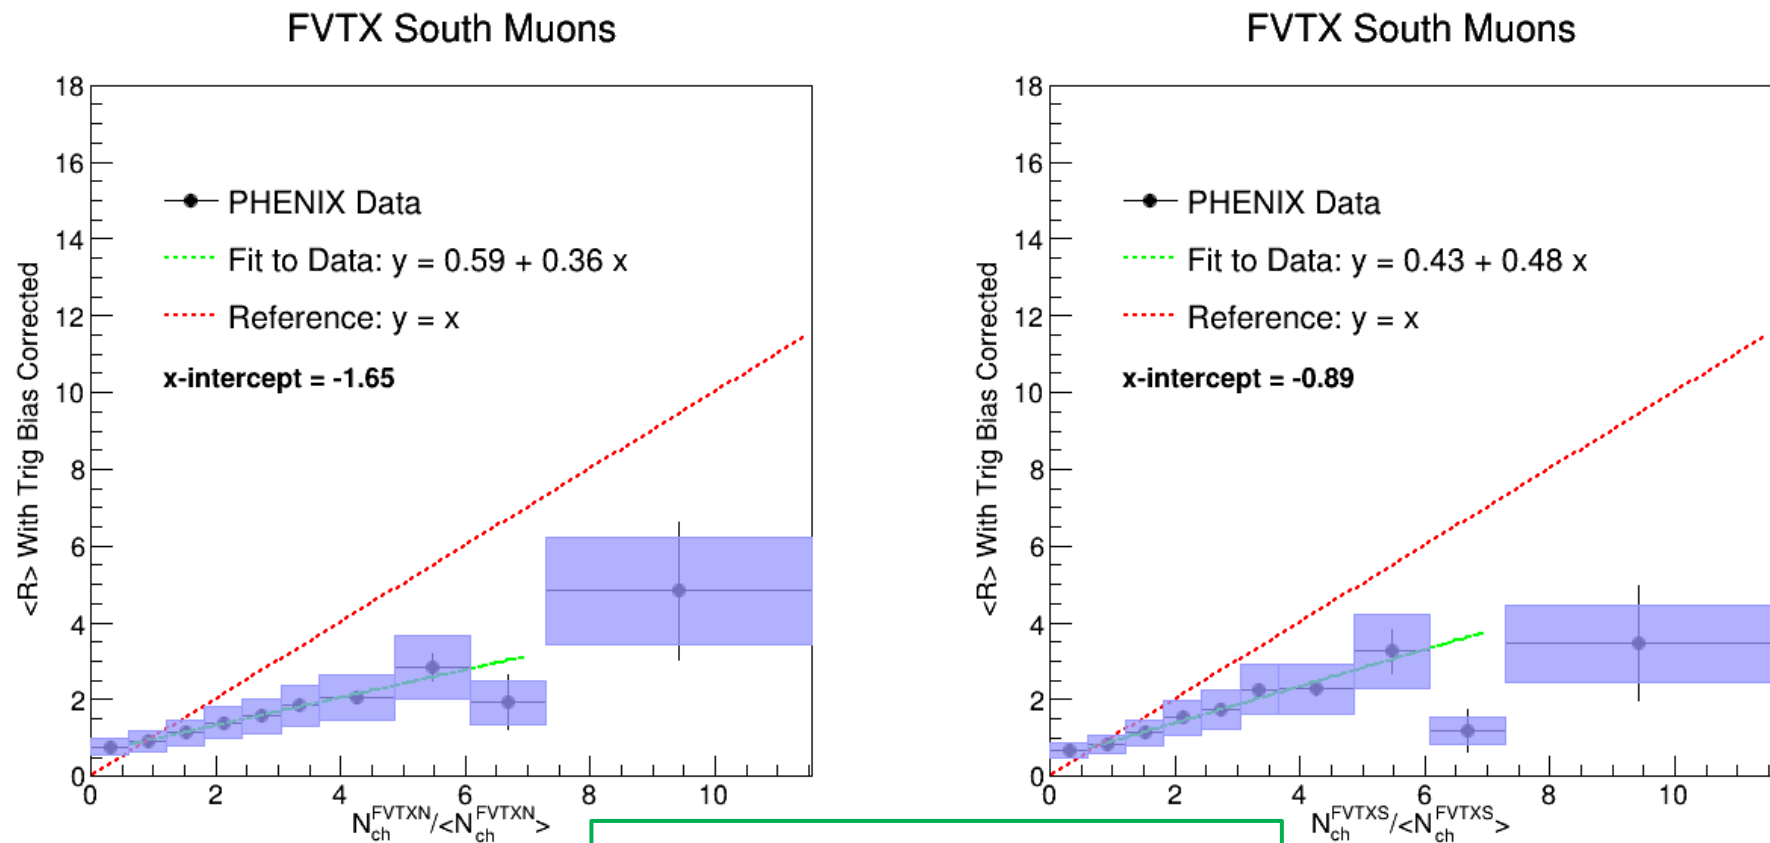 FVTX South Muons
18
16
14
12
10
8
6
4
2
0
<R> With Trig Bias Corrected
PHENIX Data
Fit to Data: y = 0.59 + 0.36 x
Reference: y = x
x-intercept = -1.65
0 2 4 6 8 10
N_ch^FVTXN/<N_ch^FVTXN>
FVTX South Muons
18
16
14
12
10
8
6
4
2
0
<R> With Trig Bias Corrected
PHENIX Data
Fit to Data: y = 0.43 + 0.48 x
Reference: y = x
x-intercept = -0.89
0 2 4 6 8 10
N_ch^FVTXS/<N_ch^FVTXS>